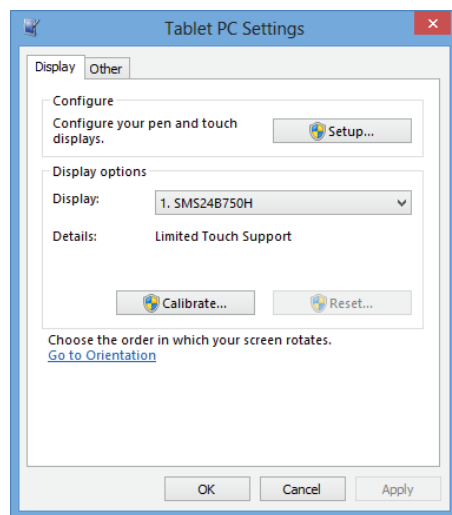 Tablet PC Settings
Display
Other
Configure
Configure your pen and touch
displays.
Setup...
Display options
Display:
1. SMS24B750H
Details:
Limited Touch Support
Calibrate...
Reset...
Choose the order in which your screen rotates.
Go to Orientation
OK
Cancel
Apply